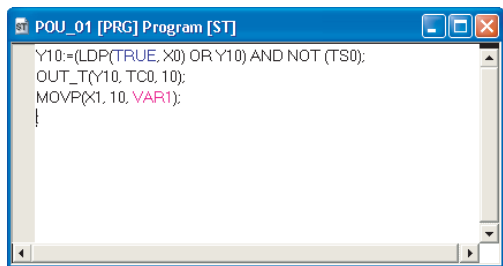 POU_01 [PRG] Program [ST]
Y10:=(LDP(TRUE, X0) OR Y10) AND NOT (TS0);
OUT_T(Y10, TC0, 10);
MOVP(X1, 10, VAR1);